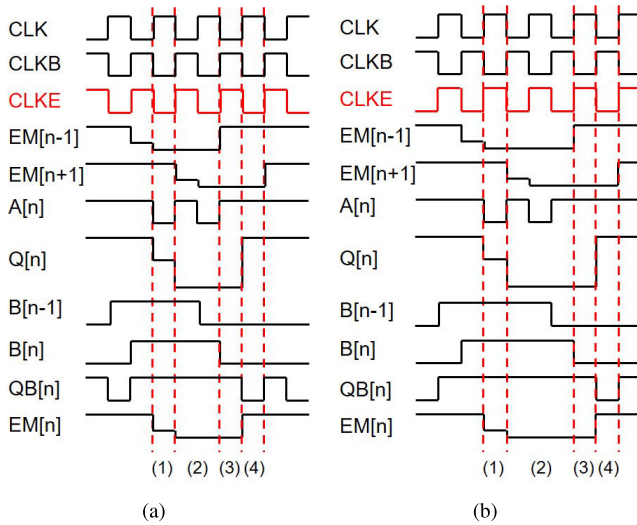 CLK
CLKB
CLKE
EM[n-1]
EM[n+1]
A[n]
Q[n]
B[n-1]
B[n]
QB[n]
EM[n]
(1) (2) (3) (4)
(a)
CLK
CLKB
CLKE
EM[n-1]
EM[n+1]
A[n]
Q[n]
B[n-1]
B[n]
QB[n]
EM[n]
(1) (2) (3) (4)
(b)